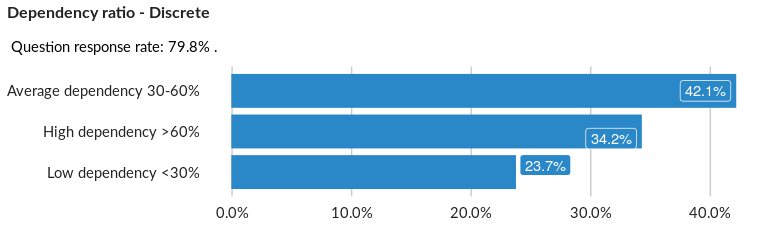 Dependency ratio - Discrete
Question response rate: 79.8% .
Average dependency 30-60%
42.1%
High dependency >60%
34.2%
Low dependency <30%
23.7%
0.0% 10.0% 20.0% 30.0% 40.0%